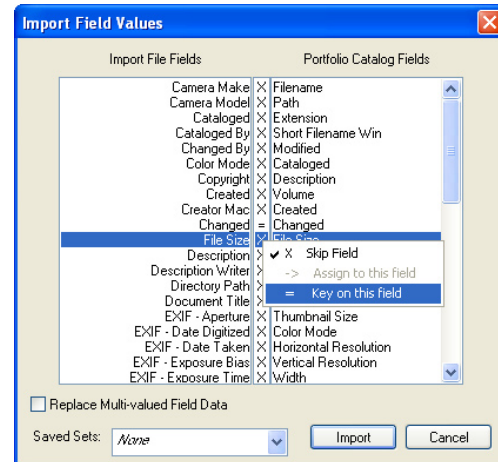 Import Field Values
Import File Fields Portfolio Catalog Fields
Camera Make X Filename
Camera Model X Path
Cataloged X Extension
Cataloged By X Short Filename Win
Changed By X Modified
Color Mode X Cataloged
Copyright X Description
Created X Volume
Creator Mac X Created
Changed = Changed
File Size X File Size
Description X
Description Writer X
Directory Path X
Document Title X
✓ X Skip Field
-> Assign to this field
= Key on this field
EXIF - Aperture X Thumbnail Size
EXIF - Date Digitized X Color Mode
EXIF - Date Taken X Horizontal Resolution
EXIF - Exposure Bias X Vertical Resolution
EXIF - Exposure Time X Width
Replace Multi-valued Field Data
Saved Sets: None Import Cancel